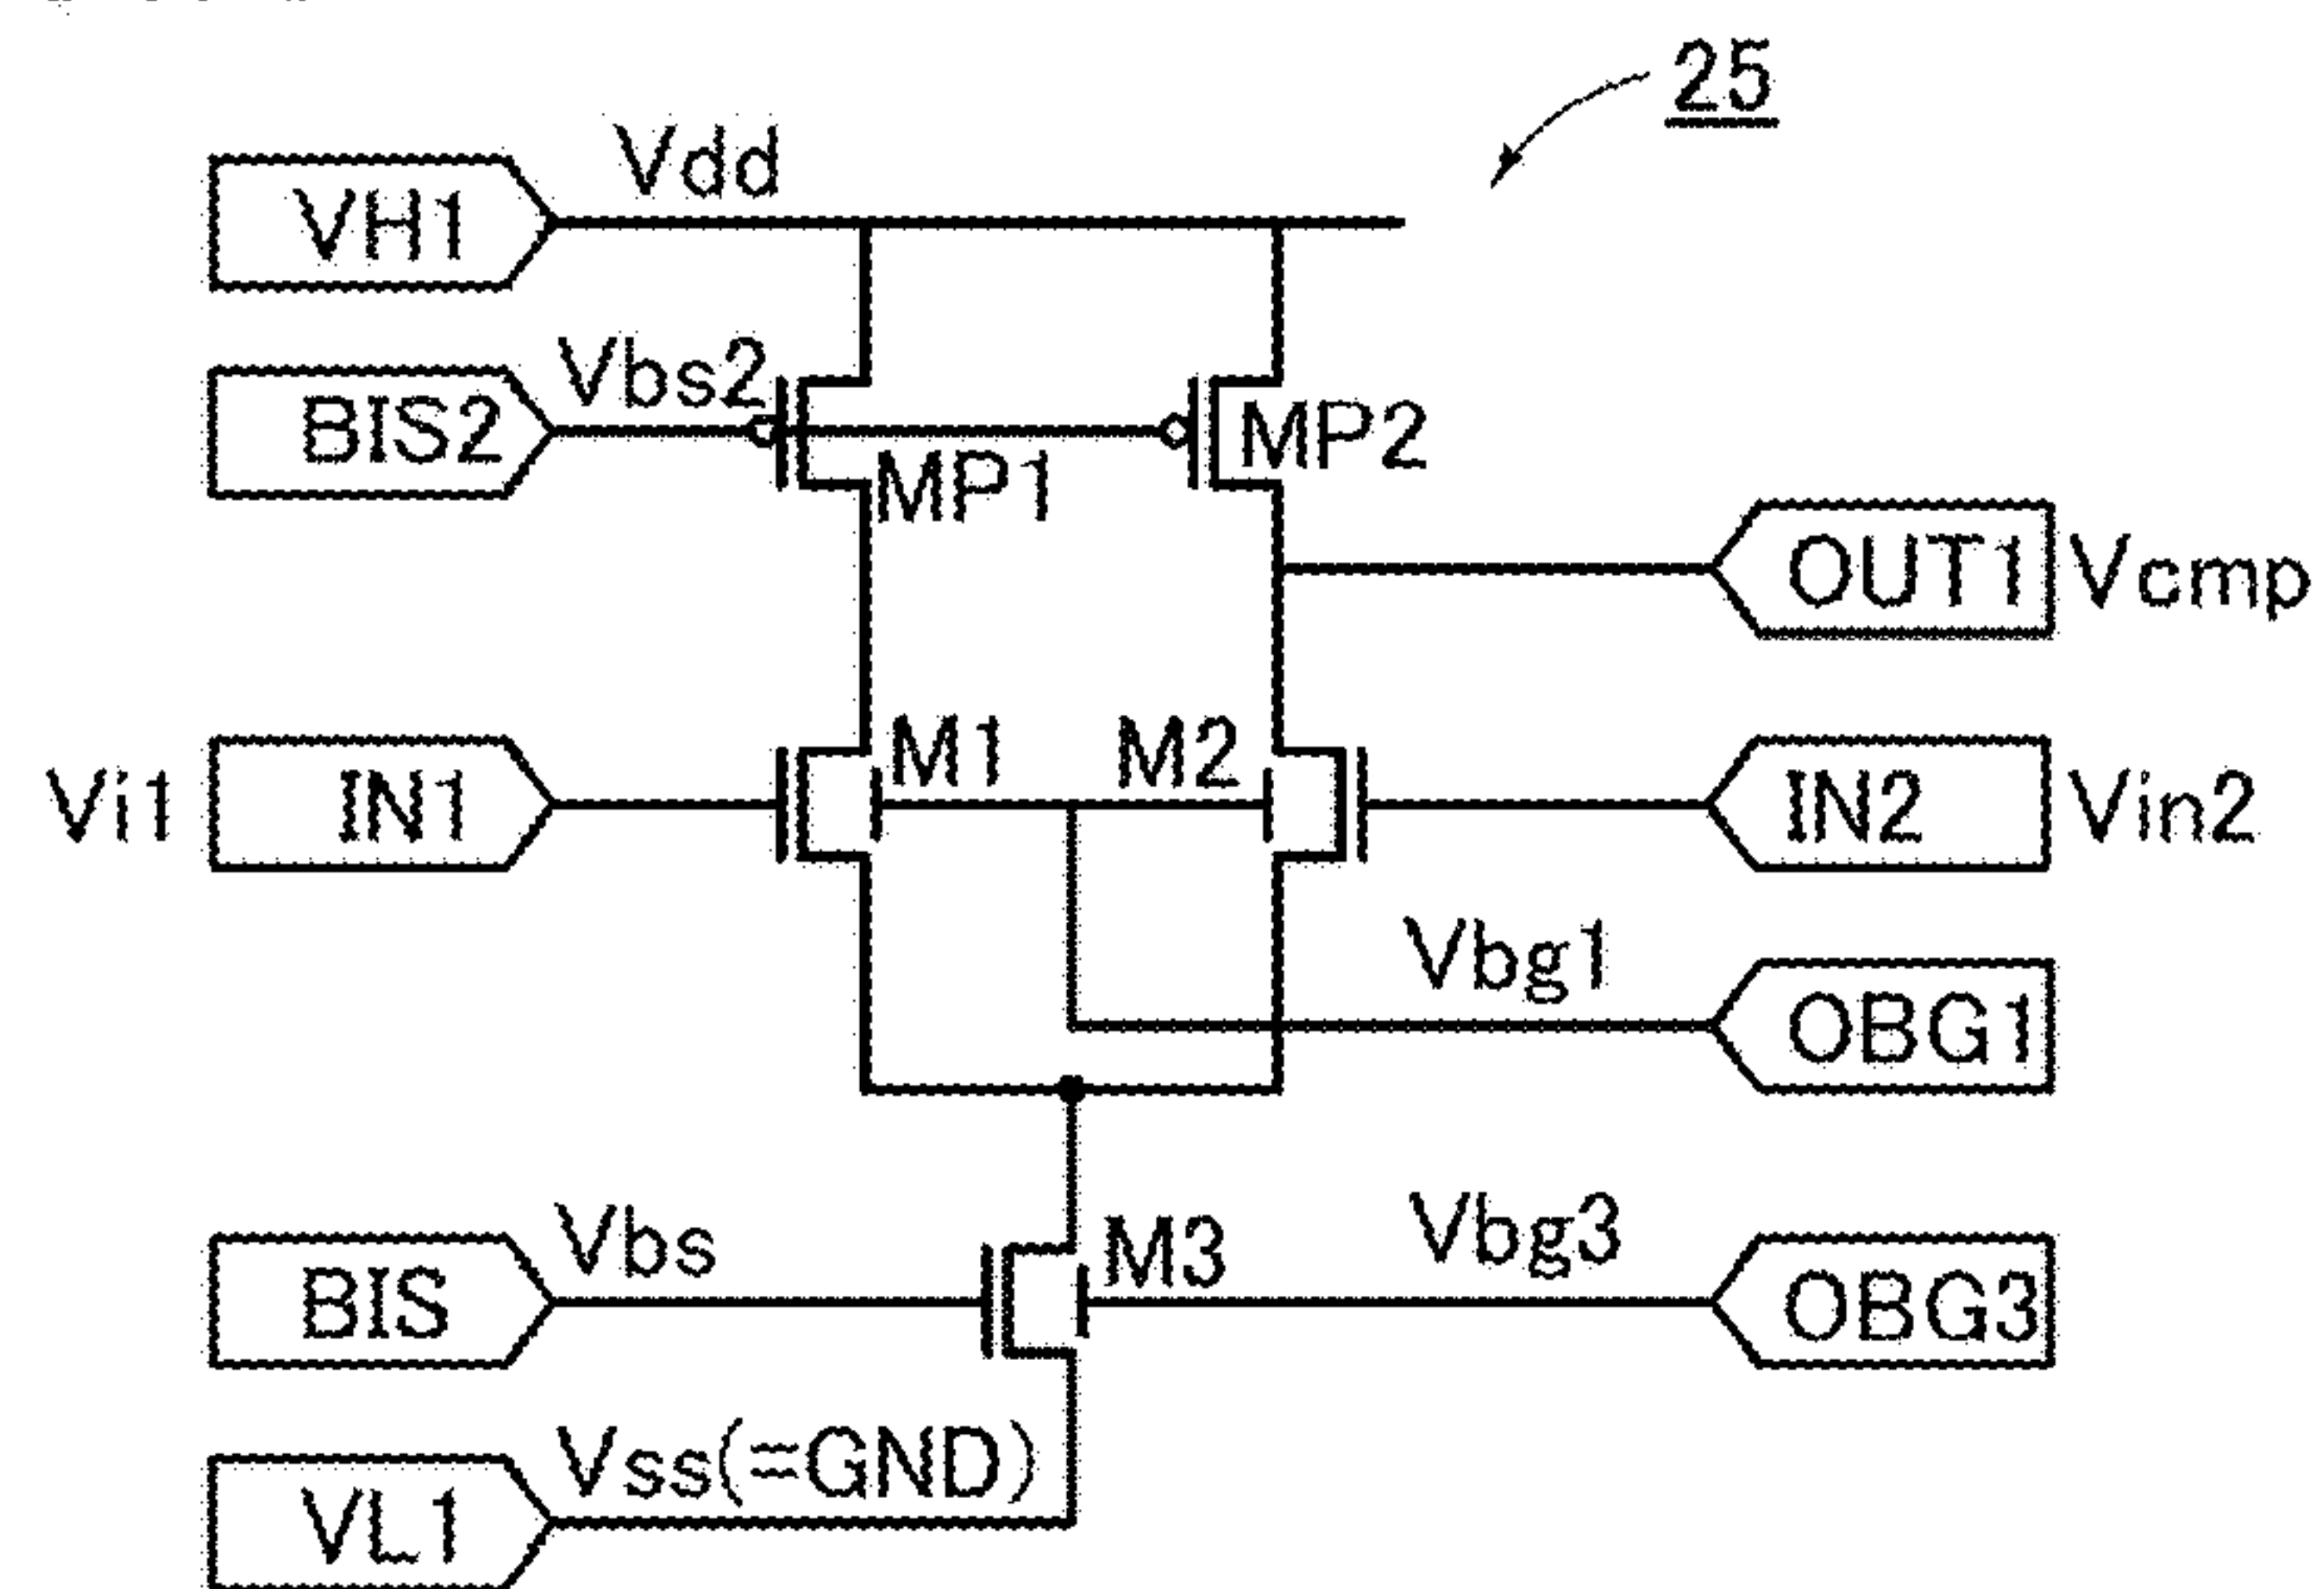 25
Vdd
VH1
Vbs2
BIS2
MP2
MP1
OUT1 Vcmp
M1 M2
Vi1 IN1 IN2 Vin2
Vbg1
OBG1
Vbs M3 Vbg3
BIS OBG3
Vss(=GND)
VL1